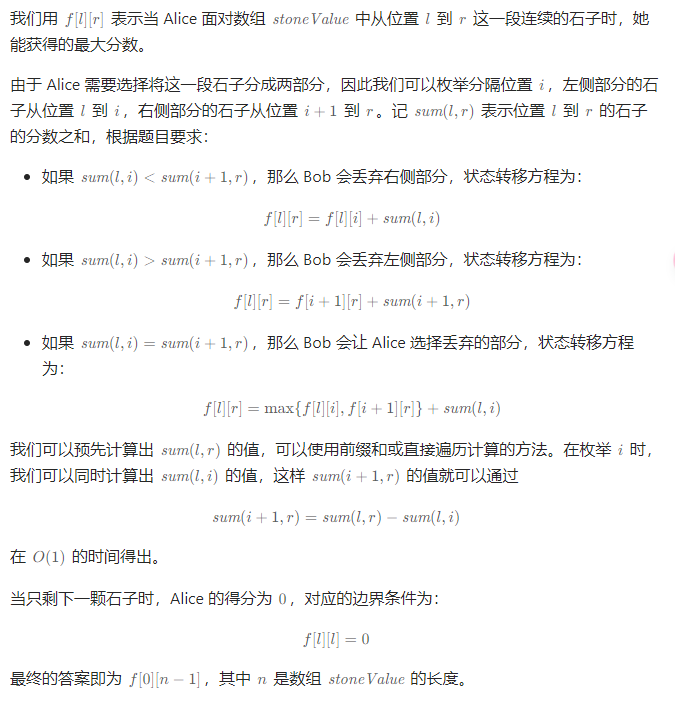 我们用 f[l][r] 表示当 Alice 面对数组 stoneValue 中从位置 l 到 r 这一段连续的石子时，她
能获得的最大分数。
由于 Alice 需要选择将这一段石子分成两部分，因此我们可以枚举分隔位置 i，左侧部分的石
子从位置 l 到 i，右侧部分的石子从位置 i+1 到 r。记 sum(l,r) 表示位置 l 到 r 的石子
的分数之和，根据题目要求：
• 如果 sum(l,i) < sum(i+1,r)，那么 Bob 会丢弃右侧部分，状态转移方程为：
f[l][r] = f[l][i] + sum(l,i)
• 如果 sum(l,i) > sum(i+1,r)，那么 Bob 会丢弃左侧部分，状态转移方程为：
f[l][r] = f[i+1][r] + sum(i+1,r)
• 如果 sum(l,i) = sum(i+1,r)，那么 Bob 会让 Alice 选择丢弃的部分，状态转移方程
为：
f[l][r] = max{f[l][i], f[i+1][r]} + sum(l,i)
我们可以预先计算出 sum(l,r) 的值，可以使用前缀和或直接遍历计算的方法。在枚举 i 时，
我们可以同时计算出 sum(l,i) 的值，这样 sum(i+1,r) 的值就可以通过
sum(i+1,r) = sum(l,r) − sum(l,i)
在 O(1) 的时间得出。
当只剩下一颗石子时，Alice 的得分为 0，对应的边界条件为：
f[l][l] = 0
最终的答案即为 f[0][n−1]，其中 n 是数组 stoneValue 的长度。